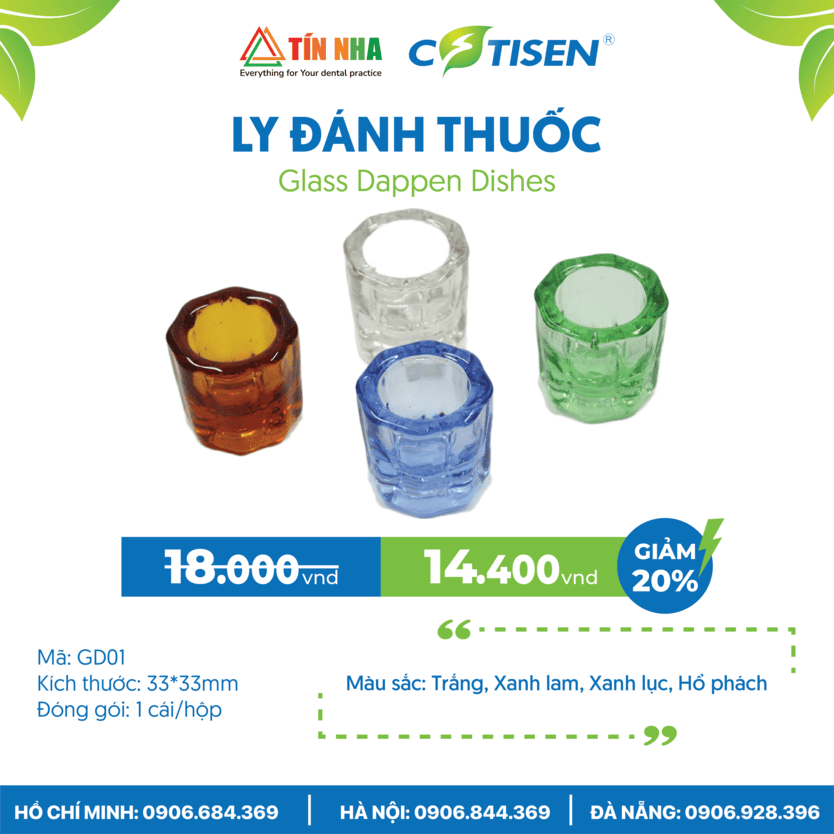 TÍN NHA
Everything for Your dental practice
COTISEN®
LY ĐÁNH THUỐC
Glass Dappen Dishes
18.000vnd
14.400vnd
GIẢM
20%
Mã: GD01
Kích thước: 33*33mm
Đóng gói: 1 cái/hộp
Màu sắc: Trắng, Xanh lam, Xanh lục, Hổ phách
HỒ CHÍ MINH: 0906.684.369 | HÀ NỘI: 0906.844.369 | ĐÀ NẴNG: 0906.928.396